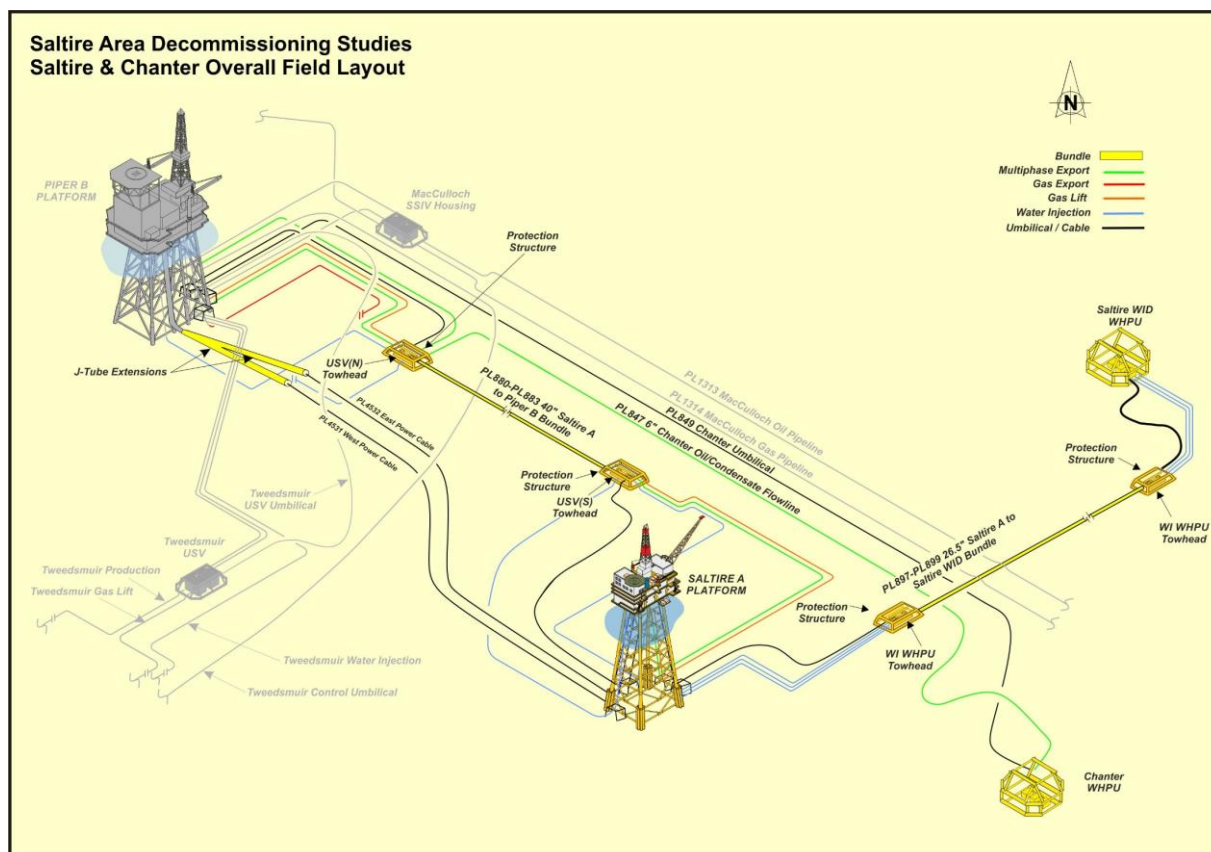 Saltire Area Decommissioning Studies
Saltire & Chanter Overall Field Layout
N
Bundle
Multiphase Export
Gas Export
Gas Lift
Water Injection
Umbilical / Cable
PIPER B
PLATFORM
MacCulloch
SSIV Housing
Protection
Structure
Saltire WID
WHPU
J-Tube Extensions
USV(N)
Towhead
PL880-PL883 40" Saltire A
to Piper B Bundle
PL1313 MacCulloch Oil Pipeline
PL1314 MacCulloch Gas Pipeline
PL849 Chanter Umbilical
PL847 6" Chanter Oil/Condensate Flowline
PL4532 East Power Cable
PL4531 West Power Cable
Protection
Structure
USV(S)
Towhead
Protection
Structure
WI WHPU
Towhead
Tweedsmuir
USV Umbilical
Tweedsmuir
USV
Tweedsmuir Production
Tweedsmuir Gas Lift
SALTIRE A
PLATFORM
PL897-PL899 26.5" Saltire A to
Saltire WID Bundle
Protection
Structure
WI WHPU
Towhead
Tweedsmuir Water Injection
Tweedsmuir Control Umbilical
Chanter
WHPU